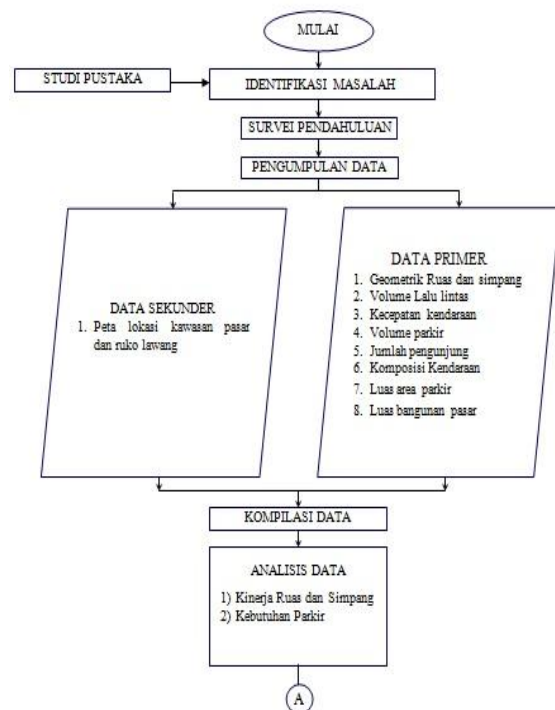 MULAI
STUDI PUSTAKA
IDENTIFIKASI MASALAH
SURVEI PENDAHULUAN
PENGUMPULAN DATA
DATA SEKUNDER
1. Peta lokasi kawasan pasar
dan ruko lawang
DATA PRIMER
1. Geometrik Ruas dan simpang
2. Volume Lalu lintas
3. Kecepatan kendaraan
4. Volume parkir
5. Jumlah pengunjung
6. Komposisi Kendaraan
7. Luas area parkir
8. Luas bangunan pasar
KOMPILASI DATA
ANALISIS DATA
1) Kinerja Ruas dan Simpang
2) Kebutuhan Parkir
A